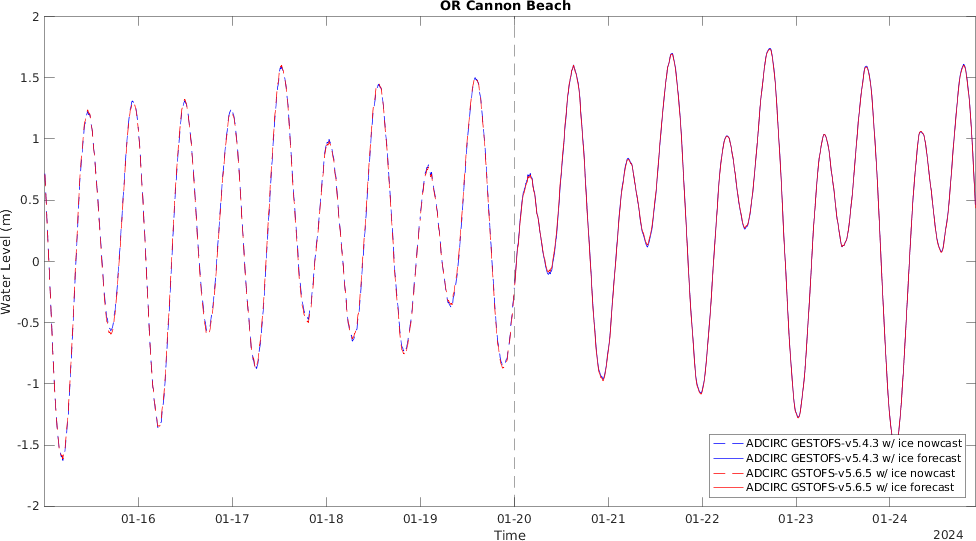 OR Cannon Beach
2
1.5
1
0.5
0
-0.5
-1
-1.5
-2
Water Level (m)
01-16
01-17
01-18
01-19
01-20
01-21
01-22
01-23
01-24
Time
2024
ADCIRC GESTOFS-v5.4.3 w/ ice nowcast
ADCIRC GESTOFS-v5.4.3 w/ ice forecast
ADCIRC GSTOFS-v5.6.5 w/ ice nowcast
ADCIRC GSTOFS-v5.6.5 w/ ice forecast